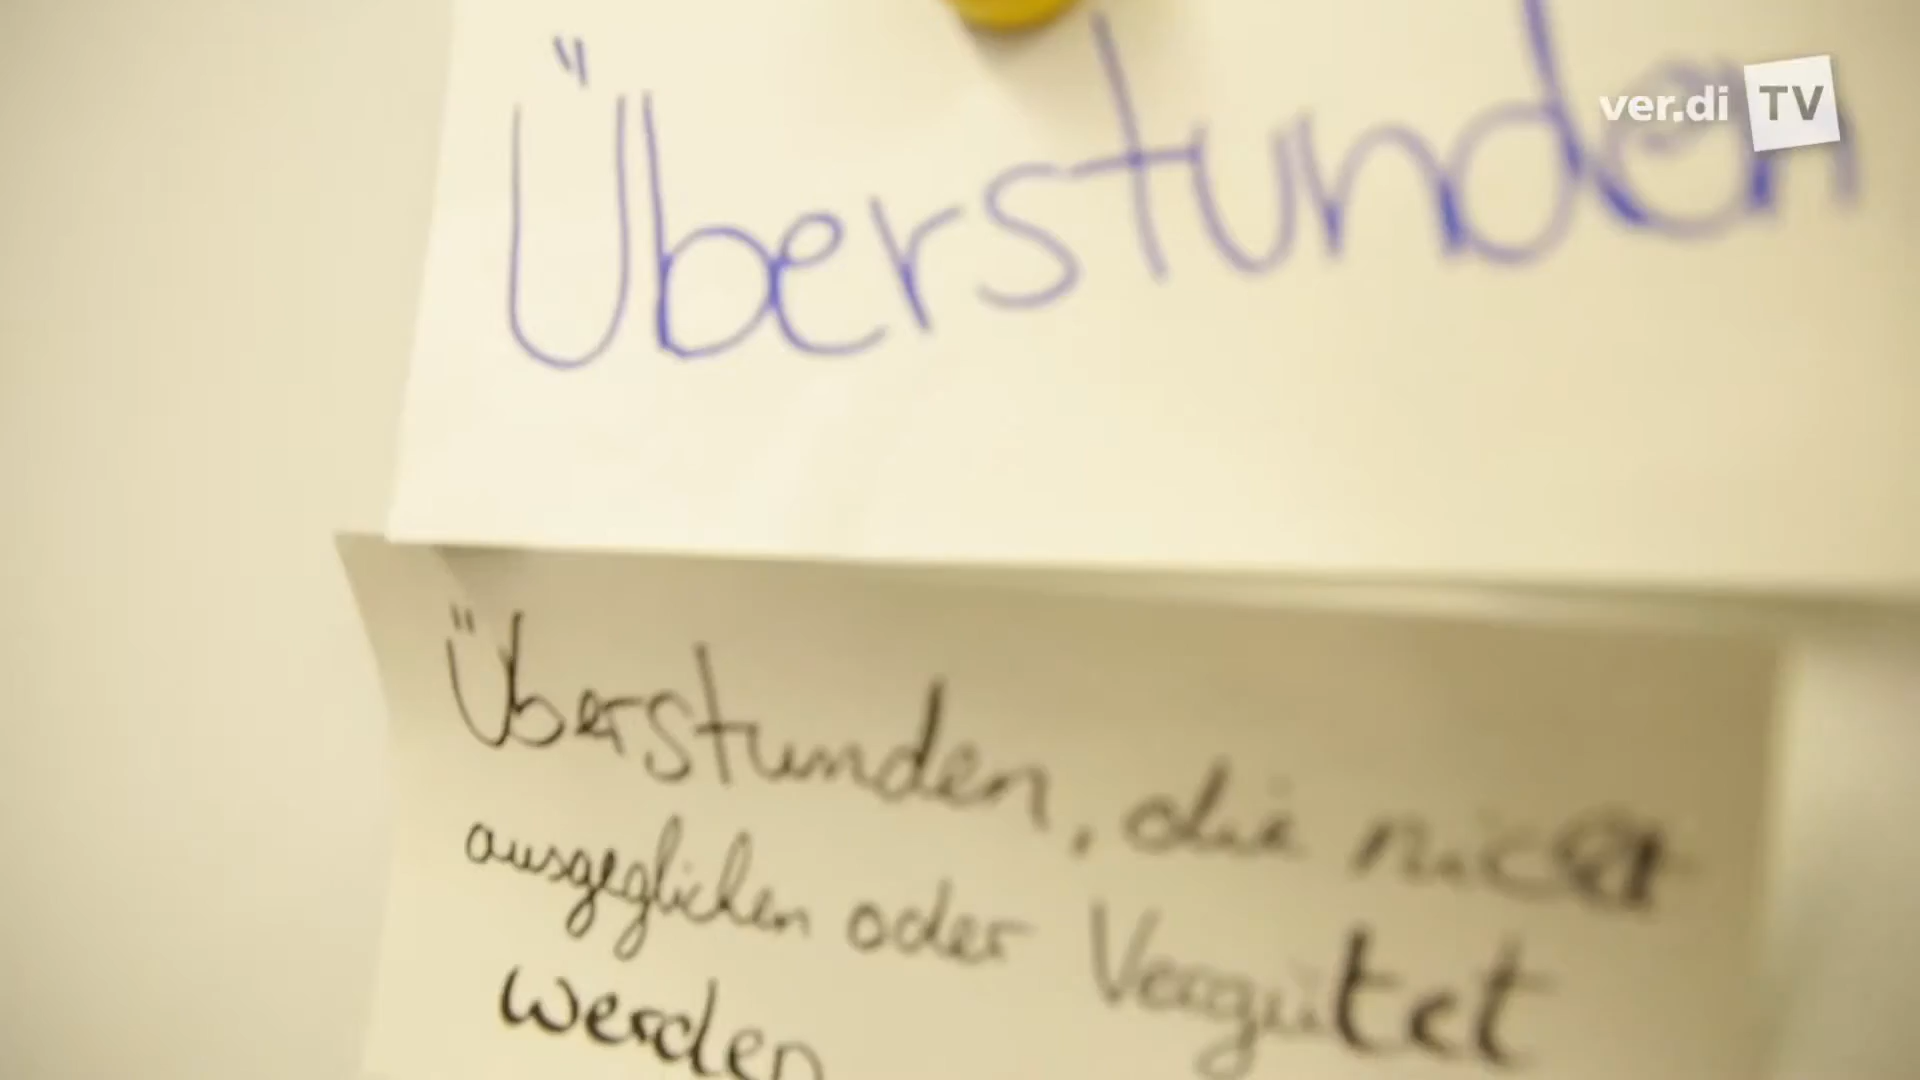 Überstunden
ver.di TV
Überstunden, die nicht
ausgeglichen oder Vergütet
werden